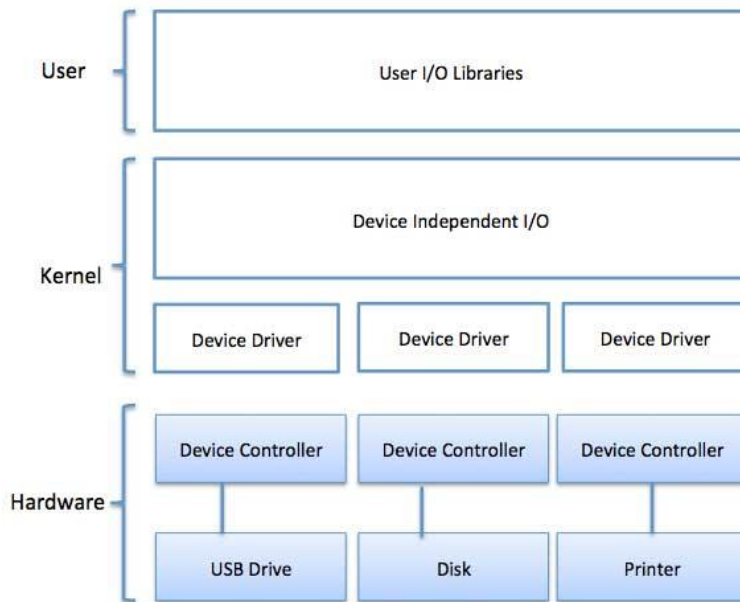 User
User I/O Libraries
Device Independent I/O
Kernel
Device Driver
Device Driver
Device Driver
Device Controller
Device Controller
Device Controller
Hardware
USB Drive
Disk
Printer